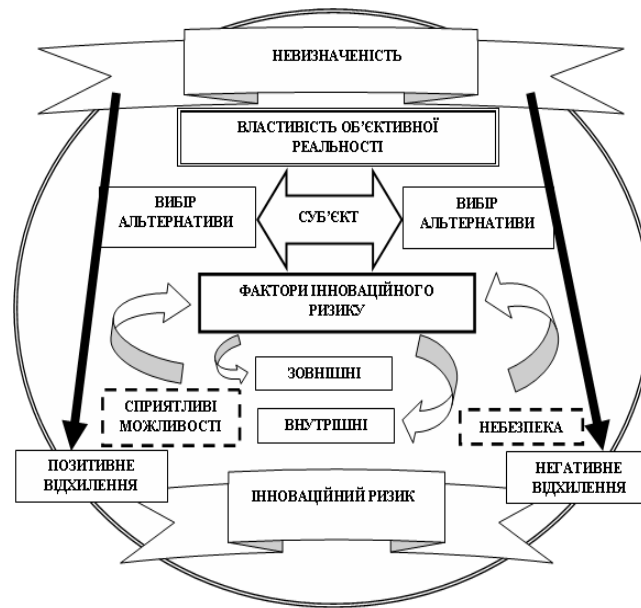 НЕВИЗНАЧЕНІСТЬ
ВЛАСТИВІСТЬ ОБ’ЄКТИВНОЇ
РЕАЛЬНОСТІ
ВИБІР
АЛЬТЕРНАТИВИ
СУБ’ЄКТ
ВИБІР
АЛЬТЕРНАТИВИ
ФАКТОРИ ІННОВАЦІЙНОГО
РИЗИКУ
ЗОВНІШНІ
СПРИЯТЛИВІ
МОЖЛИВОСТІ
ВНУТРІШНІ
НЕБЕЗПЕКА
ПОЗИТИВНЕ
ВІДХИЛЕННЯ
ІННОВАЦІЙНИЙ РИЗИК
НЕГАТИВНЕ
ВІДХИЛЕННЯ